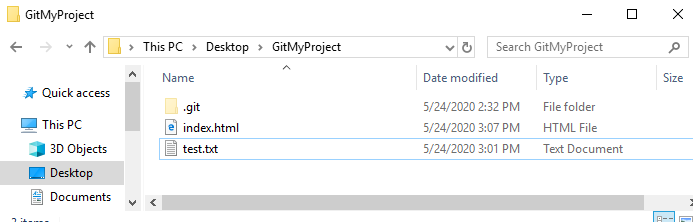 GitMyProject
This PC > Desktop > GitMyProject
Search GitMyProject
Name Date modified Type Size
Quick access
This PC
3D Objects
Desktop
Documents
.git 5/24/2020 2:32 PM File folder
index.html 5/24/2020 3:07 PM HTML File
test.txt 5/24/2020 3:01 PM Text Document